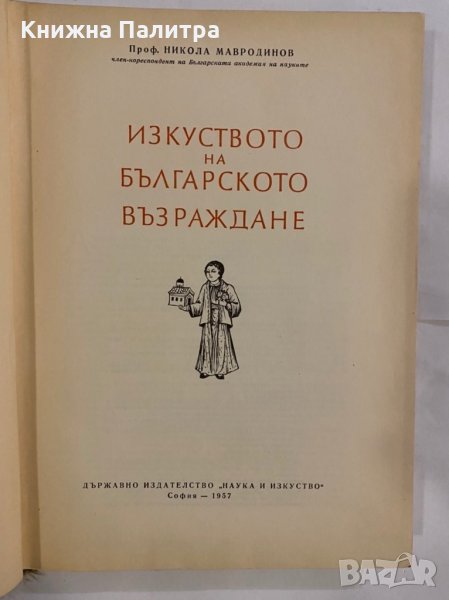 Книжна Палитра
Проф. НИКОЛА МАВРОДИНОВ
член-кореспондент на Българската академия на науките
ИЗКУСТВОТО
НА
БЪЛГАРСКОТО
ВЪЗРАЖДАНЕ
ДЪРЖАВНО ИЗДАТЕЛСТВО „НАУКА И ИЗКУСТВО“
София — 1957
BAZAR